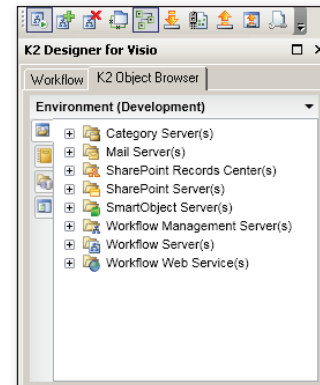 K2 Designer for Visio
Workflow
K2 Object Browser
Environment (Development)
Category Server(s)
Mail Server(s)
SharePoint Records Center(s)
SharePoint Server(s)
SmartObject Server(s)
Workflow Management Server(s)
Workflow Server(s)
Workflow Web Service(s)